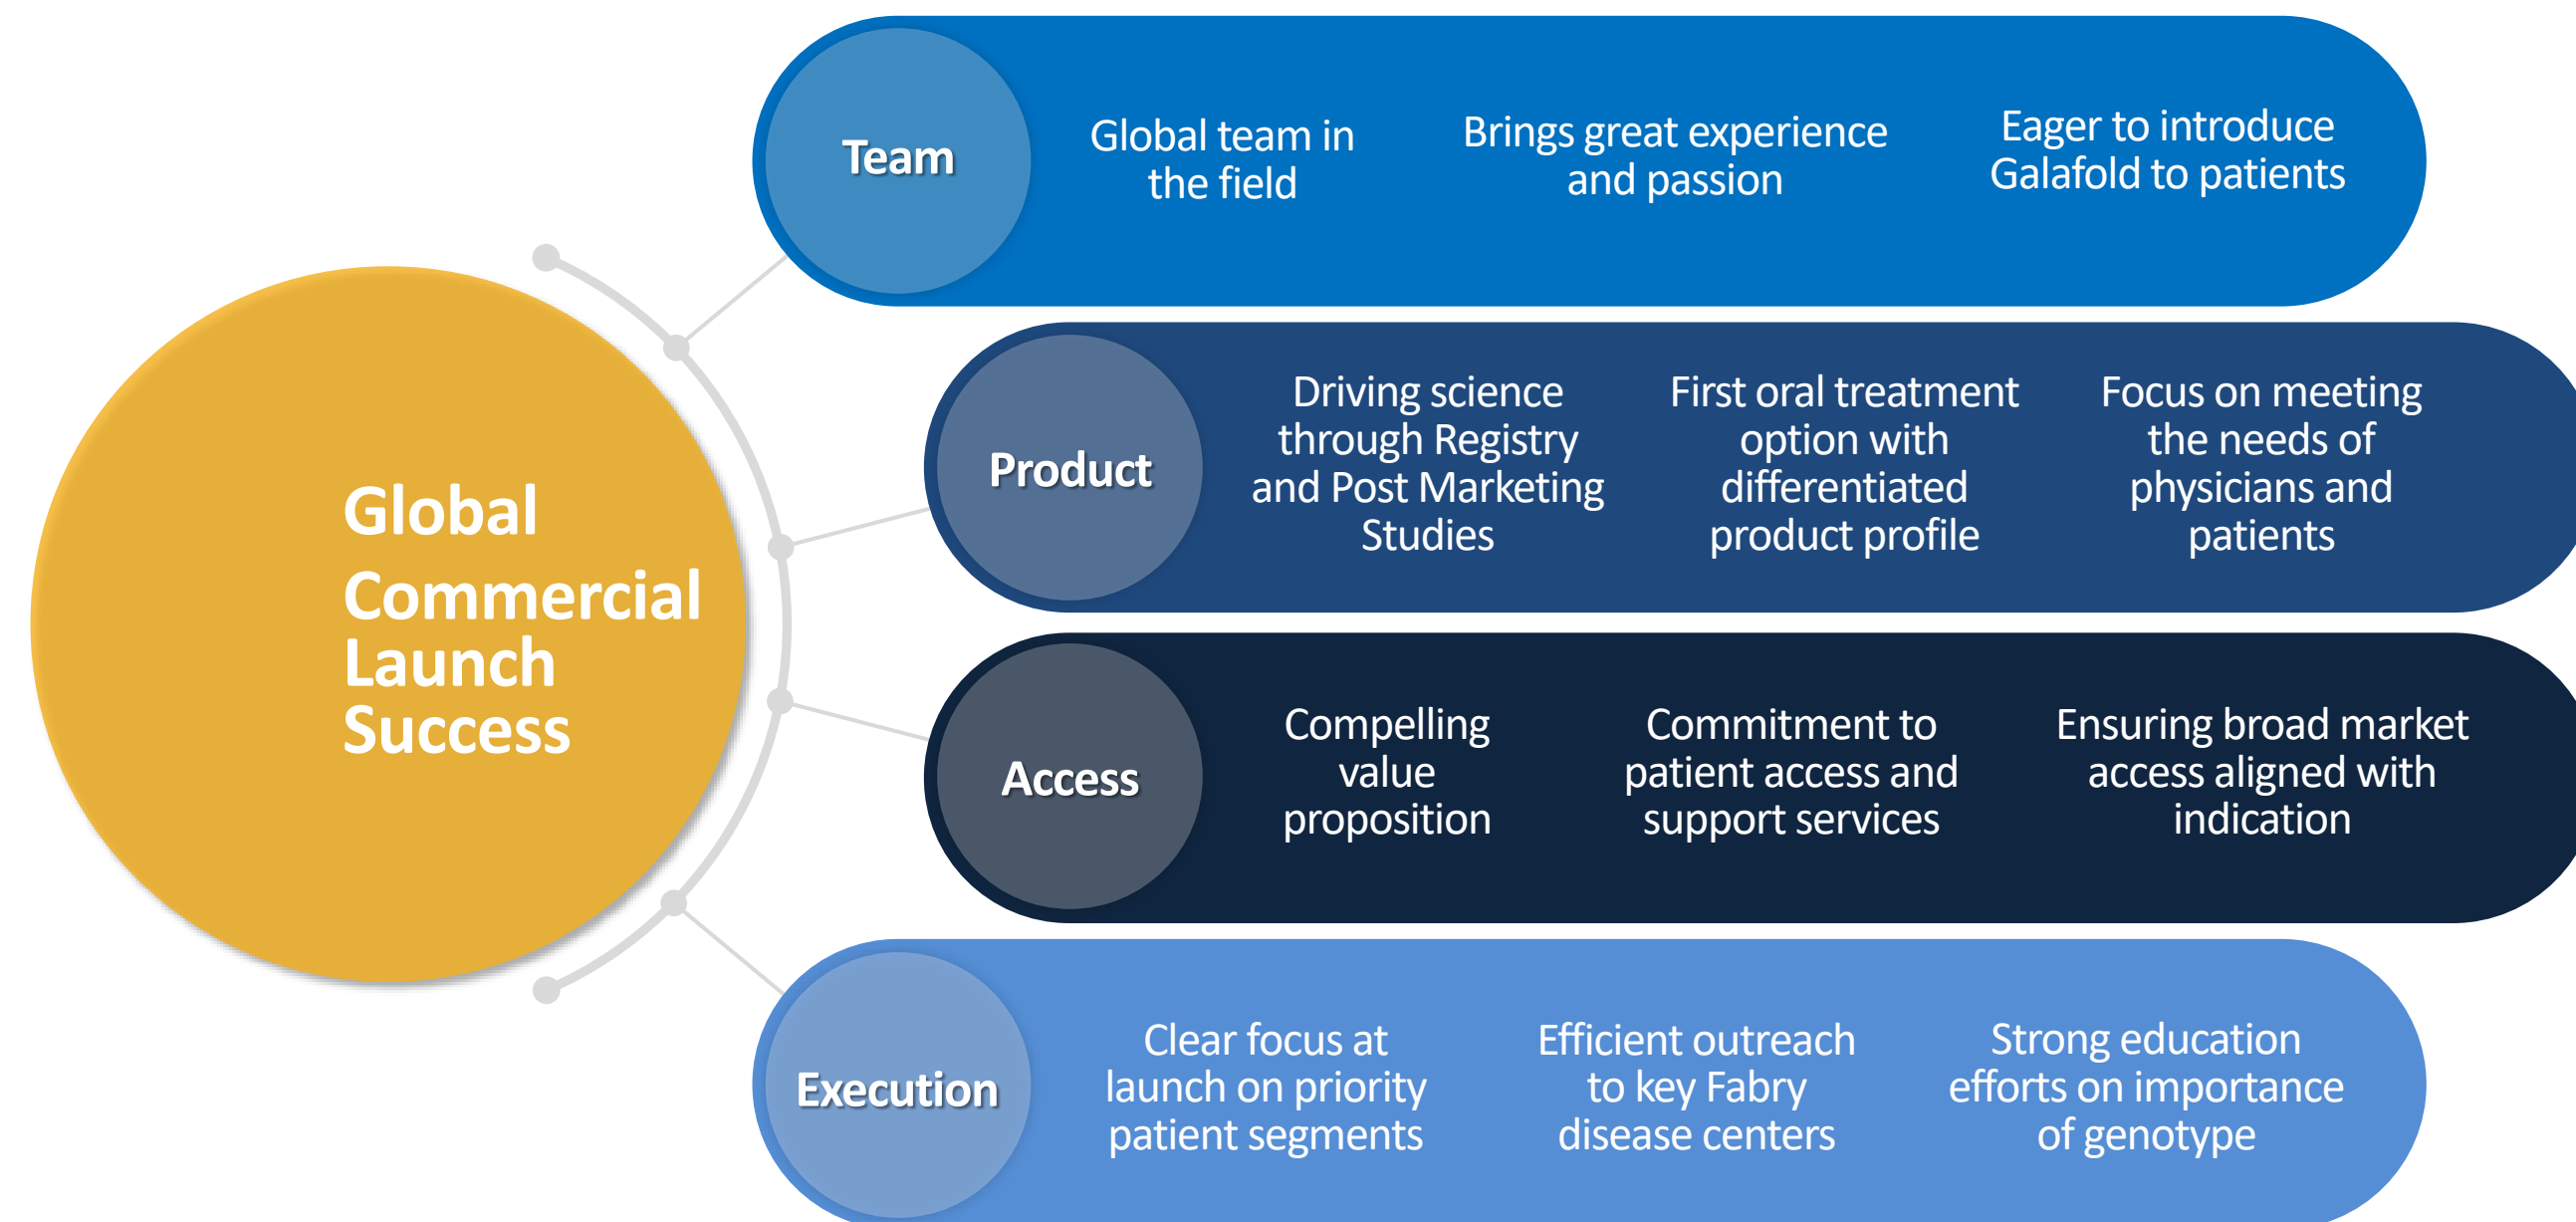 Global
Commercial
Launch
Success
Team
Global team in
the field
Brings great experience
and passion
Eager to introduce
Galafold to patients
Product
Driving science
through Registry
and Post Marketing
Studies
First oral treatment
option with
differentiated
product profile
Focus on meeting
the needs of
physicians and
patients
Access
Compelling
value
proposition
Commitment to
patient access and
support services
Ensuring broad market
access aligned with
indication
Execution
Clear focus at
launch on priority
patient segments
Efficient outreach
to key Fabry
disease centers
Strong education
efforts on importance
of genotype